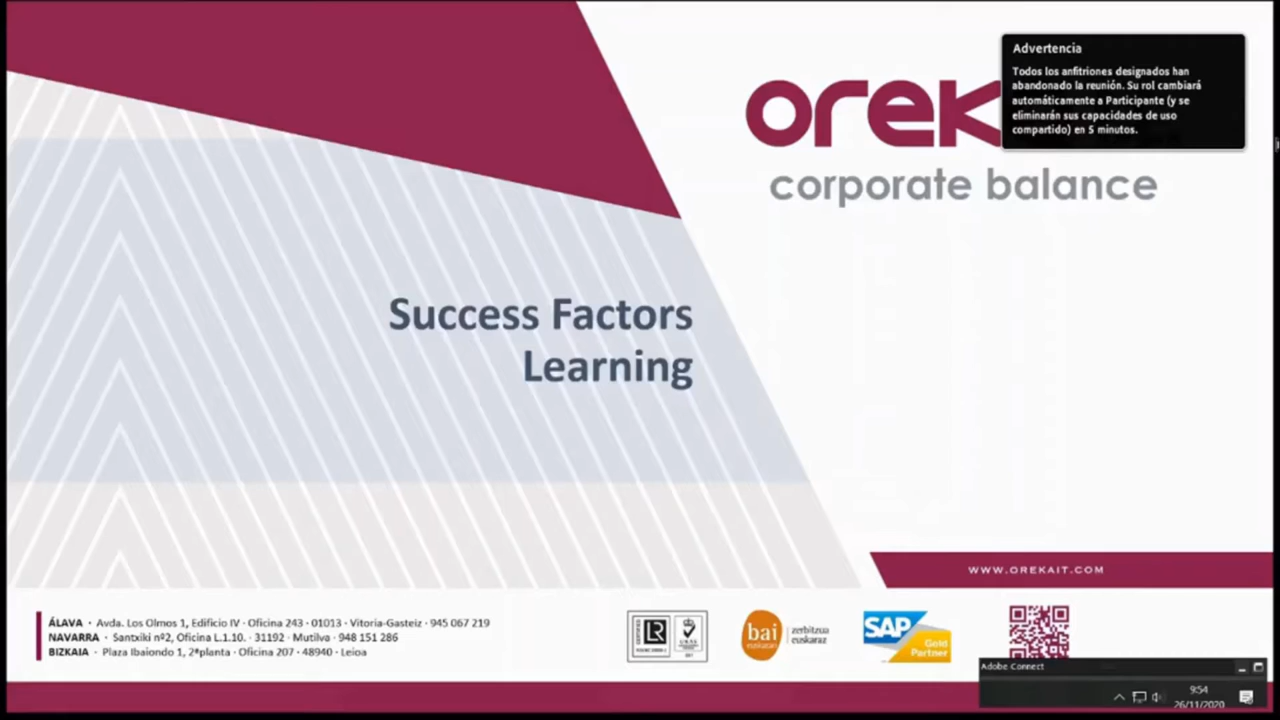 Advertencia
Todos los anfitriones designados han
abandonado la reunión. Su rol cambiará
automáticamente a Participante (y se
eliminarán sus capacidades de uso
compartido) en 5 minutos.
orek
corporate balance
Success Factors
Learning
WWW.OREKAIT.COM
ÁLAVA · Avda. Los Olmos 1, Edificio IV · Oficina 243 · 01013 · Vitoria-Gasteiz · 945 067 219
NAVARRA · Santxiki nº2, Oficina L.1.10. · 31192 · Mutilva · 948 151 286
BIZKAIA · Plaza Ibaiondo 1, 2ªplanta · Oficina 207 · 48940 · Leioa
LR
bai
euskarari
zerbitzua
euskaraz
SAP
Gold
Partner
Adobe Connect
9:54
26/11/2020